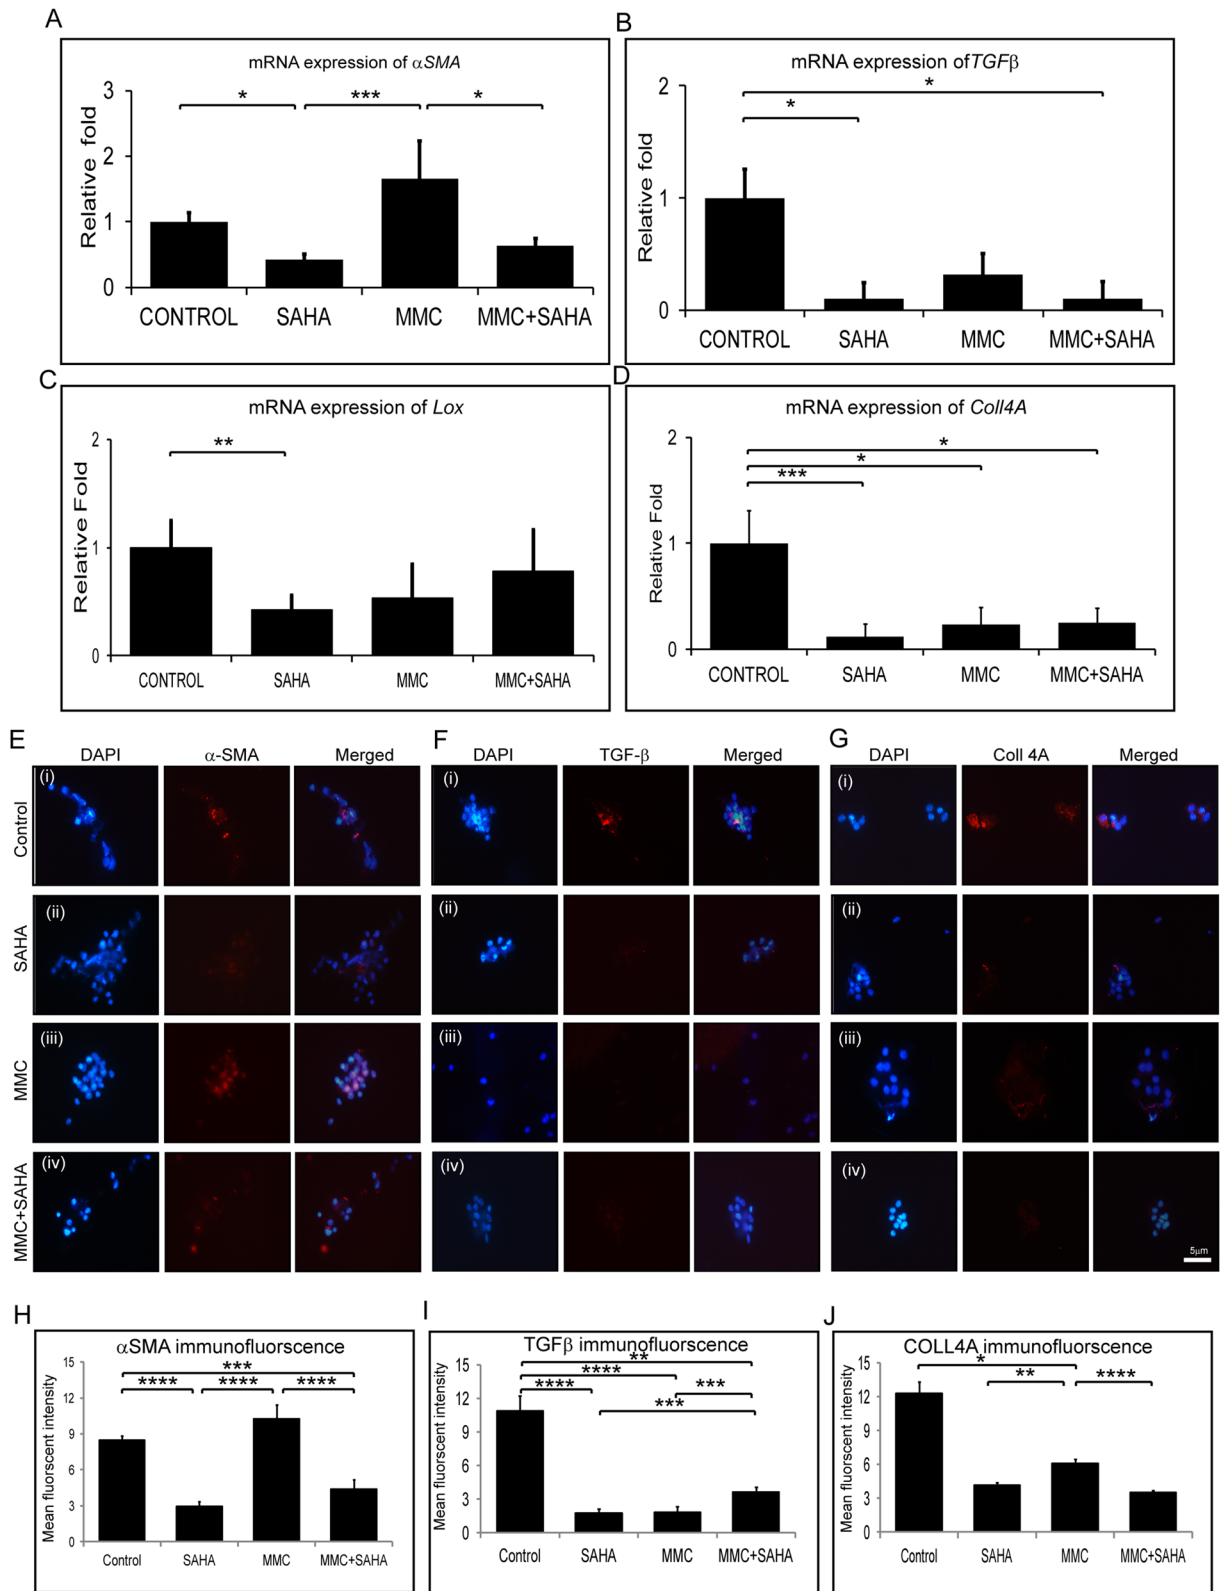 A
mRNA expression of αSMA
Relative fold
3
2
1
0
*
***
*
CONTROL SAHA MMC MMC+SAHA
B
mRNA expression ofTGFβ
Relative fold
2
1
0
*
*
CONTROL SAHA MMC MMC+SAHA
C
mRNA expression of Lox
Relative Fold
2
1
0
**
CONTROL SAHA MMC MMC+SAHA
D
mRNA expression of Coll4A
Relative Fold
2
1
0
*
*
***
CONTROL SAHA MMC MMC+SAHA
E
DAPI α-SMA Merged
Control
(i)
SAHA
(ii)
MMC
(iii)
MMC+SAHA
(iv)
F
DAPI TGF-β Merged
(i)
(ii)
(iii)
(iv)
G
DAPI Coll 4A Merged
(i)
(ii)
(iii)
(iv)
5μm
H
αSMA immunofluorscence
Mean fluorscent intensity
15
12
9
6
3
0
***
**** **** ****
Control SAHA MMC MMC+SAHA
I
TGFβ immunofluorscence
Mean fluorscent intensity
15
12
9
6
3
0
**
****
**** ***
***
Control SAHA MMC MMC+SAHA
J
COLL4A immunofluorscence
Mean fluorscent intensity
15
12
9
6
3
0
*
** ****
Control SAHA MMC MMC+SAHA